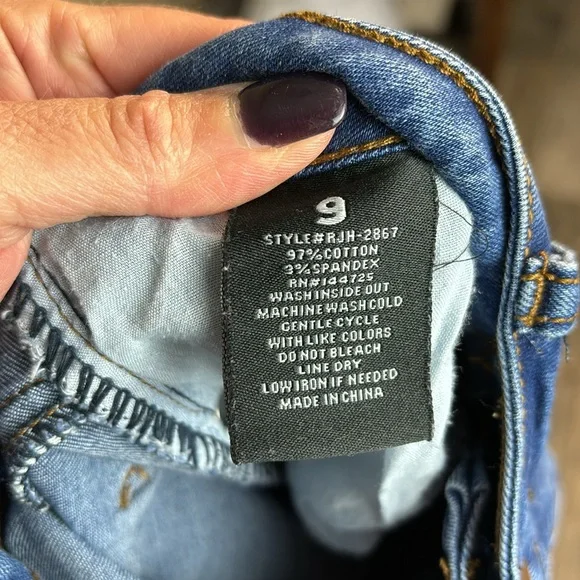 9
STYLE#RJH-2867
97%COTTON
3%SPANDEX
RN#144725
WASH INSIDE OUT
MACHINE WASH COLD
GENTLE CYCLE
WITH LIKE COLORS
DO NOT BLEACH
LINE DRY
LOW IRON IF NEEDED
MADE IN CHINA